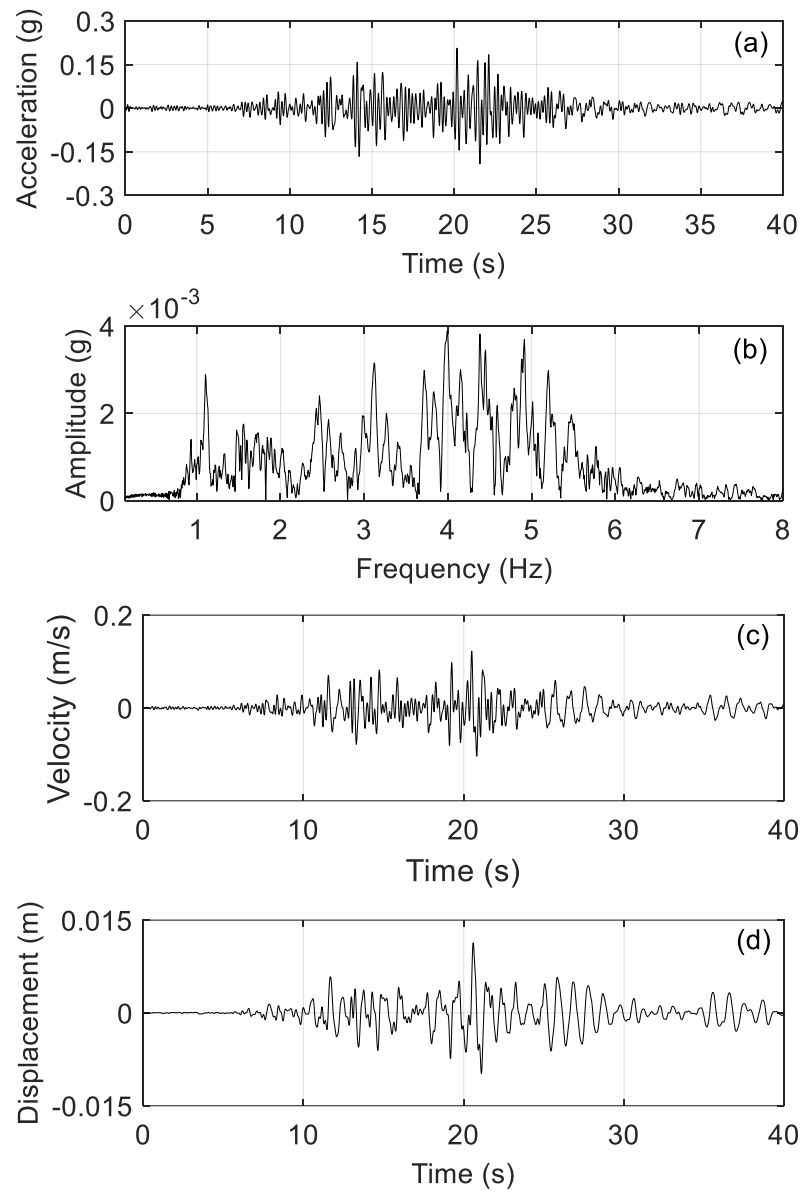 0.3
0.15
0
-0.15
-0.3
Acceleration (g)
(a)
0 5 10 15 20 25 30 35 40
Time (s)
×10-3
4
2
0
Amplitude (g)
(b)
1 2 3 4 5 6 7 8
Frequency (Hz)
0.2
0
-0.2
Velocity (m/s)
(c)
0 10 20 30 40
Time (s)
0.015
0
-0.015
Displacement (m)
(d)
0 10 20 30 40
Time (s)